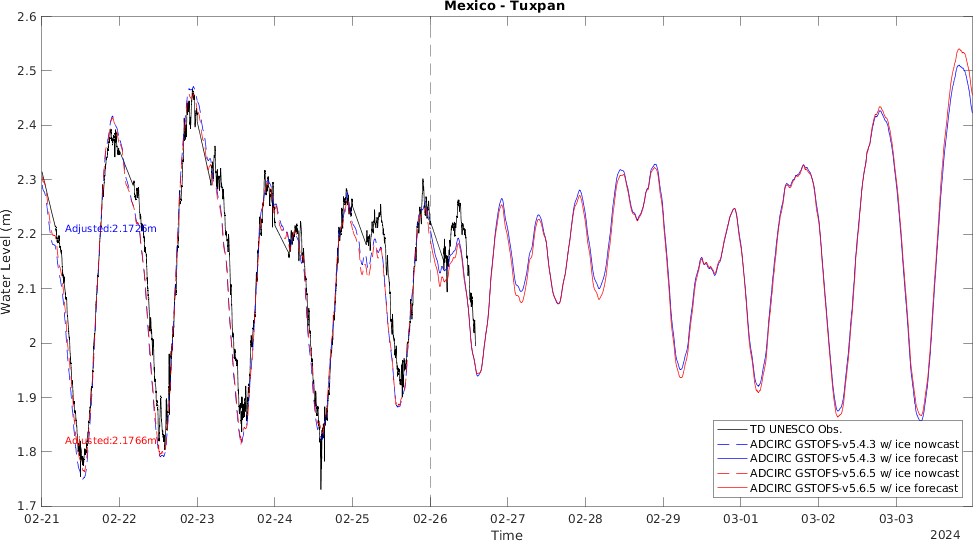 Mexico - Tuxpan
2.6
2.5
2.4
2.3
2.2
2.1
2
1.9
1.8
1.7
Water Level (m)
Adjusted:2.1726m
Adjusted:2.1766m
TD UNESCO Obs.
ADCIRC GSTOFS-v5.4.3 w/ ice nowcast
ADCIRC GSTOFS-v5.4.3 w/ ice forecast
ADCIRC GSTOFS-v5.6.5 w/ ice nowcast
ADCIRC GSTOFS-v5.6.5 w/ ice forecast
02-21 02-22 02-23 02-24 02-25 02-26 02-27 02-28 02-29 03-01 03-02 03-03
Time
2024